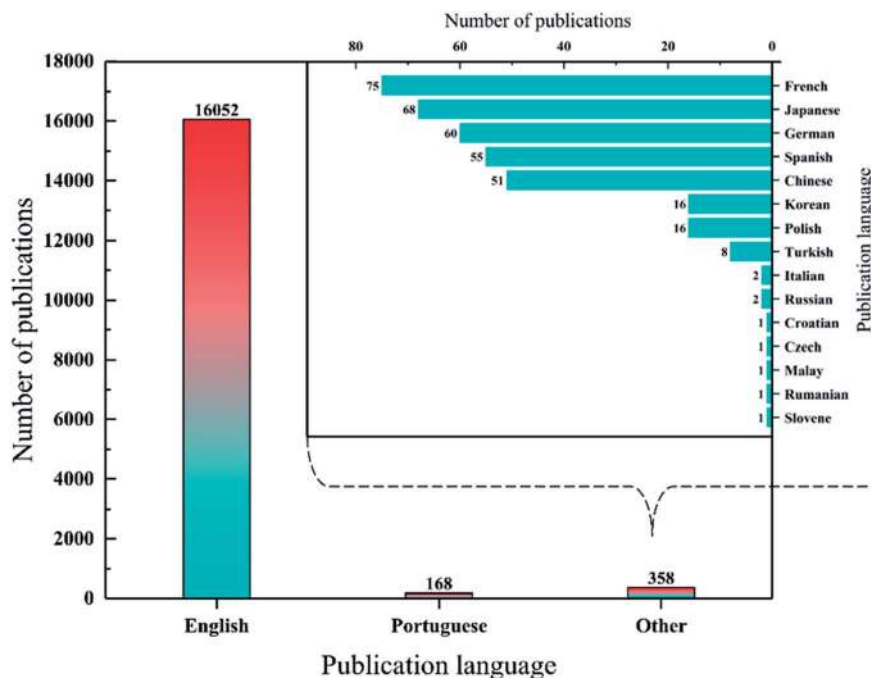 Number of publications
80 60 40 20 0
75 French
68 Japanese
60 German
55 Spanish
51 Chinese
16 Korean
16 Polish
8 Turkish
2 Italian
2 Russian
1 Croatian
1 Czech
1 Malay
1 Rumanian
1 Slovene
Publication language
Number of publications
18000
16000
14000
12000
10000
8000
6000
4000
2000
0
16052
168
358
English Portuguese Other
Publication language